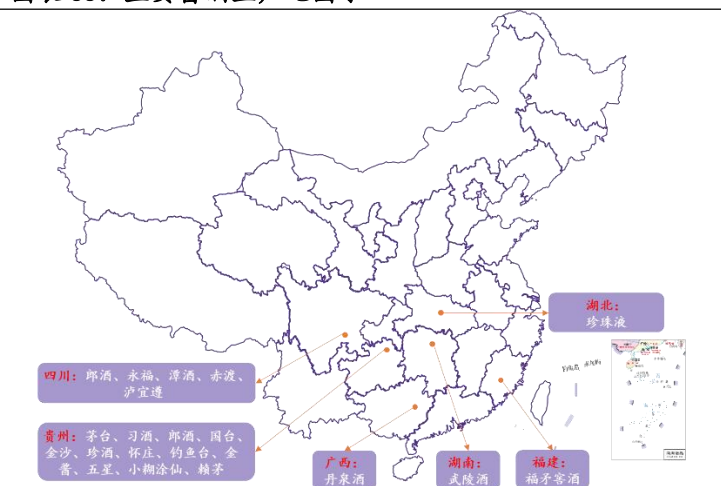 湖北：
珍珠液
四川：郎酒、永福、潭酒、赤渡、
泸宜遵
贵州：茅台、习酒、郎酒、国台、
金沙、珍酒、怀庄、钓鱼台、金
酱、五星、小糊涂仙、赖茅
广西：
丹泉酒
湖南：
武陵酒
福建：
福矛窖酒